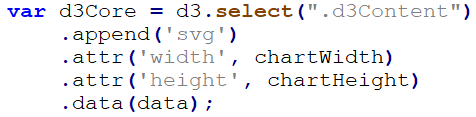 var d3Core = d3.select(".d3Content")
    .append('svg')
    .attr('width', chartWidth)
    .attr('height', chartHeight)
    .data(data);